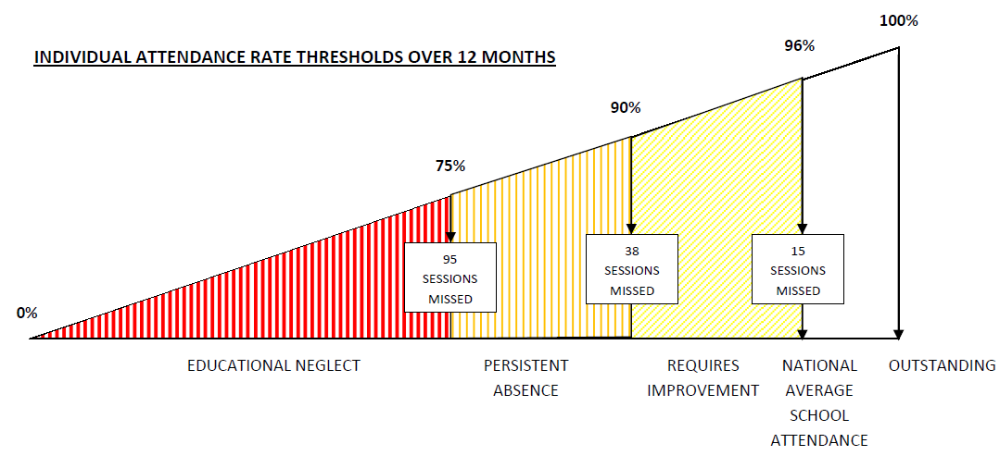 INDIVIDUAL ATTENDANCE RATE THRESHOLDS OVER 12 MONTHS
100%
96%
90%
75%
0%
95
SESSIONS
MISSED
38
SESSIONS
MISSED
15
SESSIONS
MISSED
EDUCATIONAL NEGLECT
PERSISTENT
ABSENCE
REQUIRES
IMPROVEMENT
NATIONAL
AVERAGE
SCHOOL
ATTENDANCE
OUTSTANDING